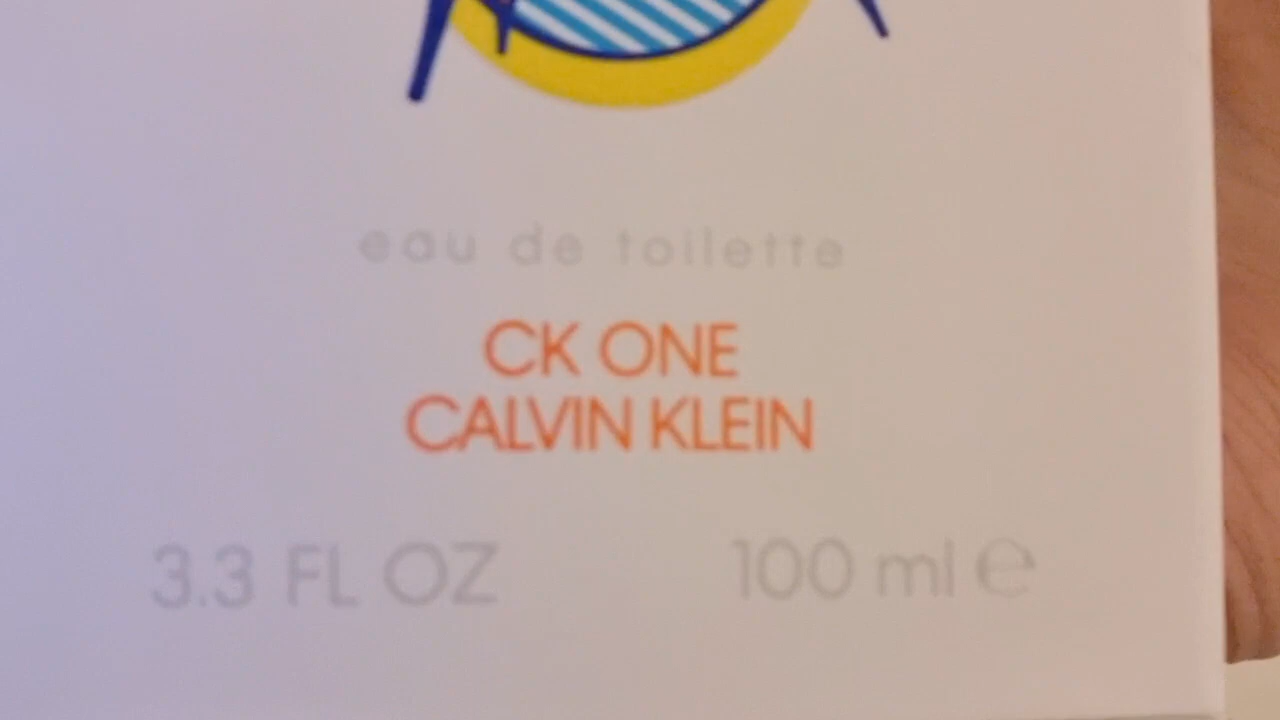 eau de toilette
CK ONE
CALVIN KLEIN
3.3 FL OZ 100 ml ℮